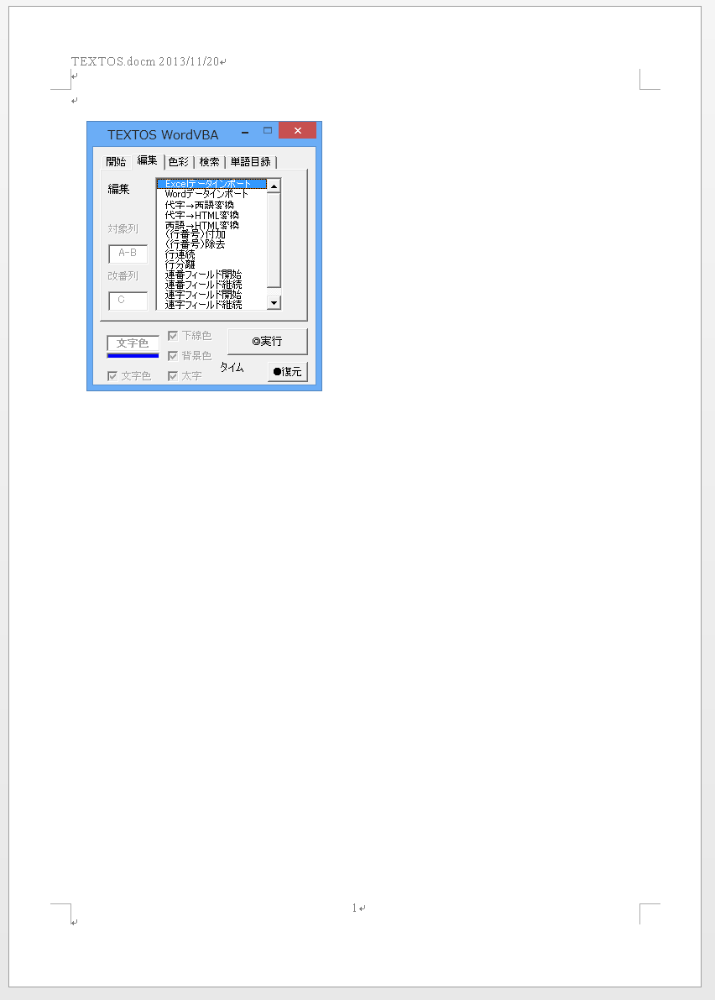 TEXTOS.docm 2013/11/20
TEXTOS WordVBA
開始 編集 色彩 検索 単語目録
編集
Excelデータインポート
Wordデータインポート
代字→西語変換
代字→HTML変換
西語→HTML変換
(行番号)付加
(行番号)除去
行連続
行分離
連番フィールド開始
連番フィールド継続
連字フィールド開始
連字フィールド継続
対象列
A-B
改番列
C
文字色
下線色
背景色
文字色
太字
@実行
タイム
●復元
1